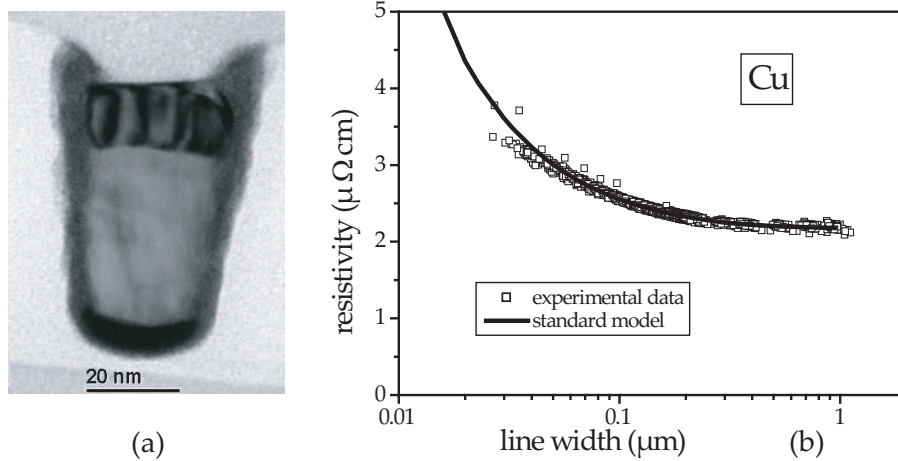 20 nm
(a)
5
4
3
2
1
0
resistivity (μ Ω cm)
Cu
experimental data
standard model
0.01
0.1
1
line width (μm)
(b)